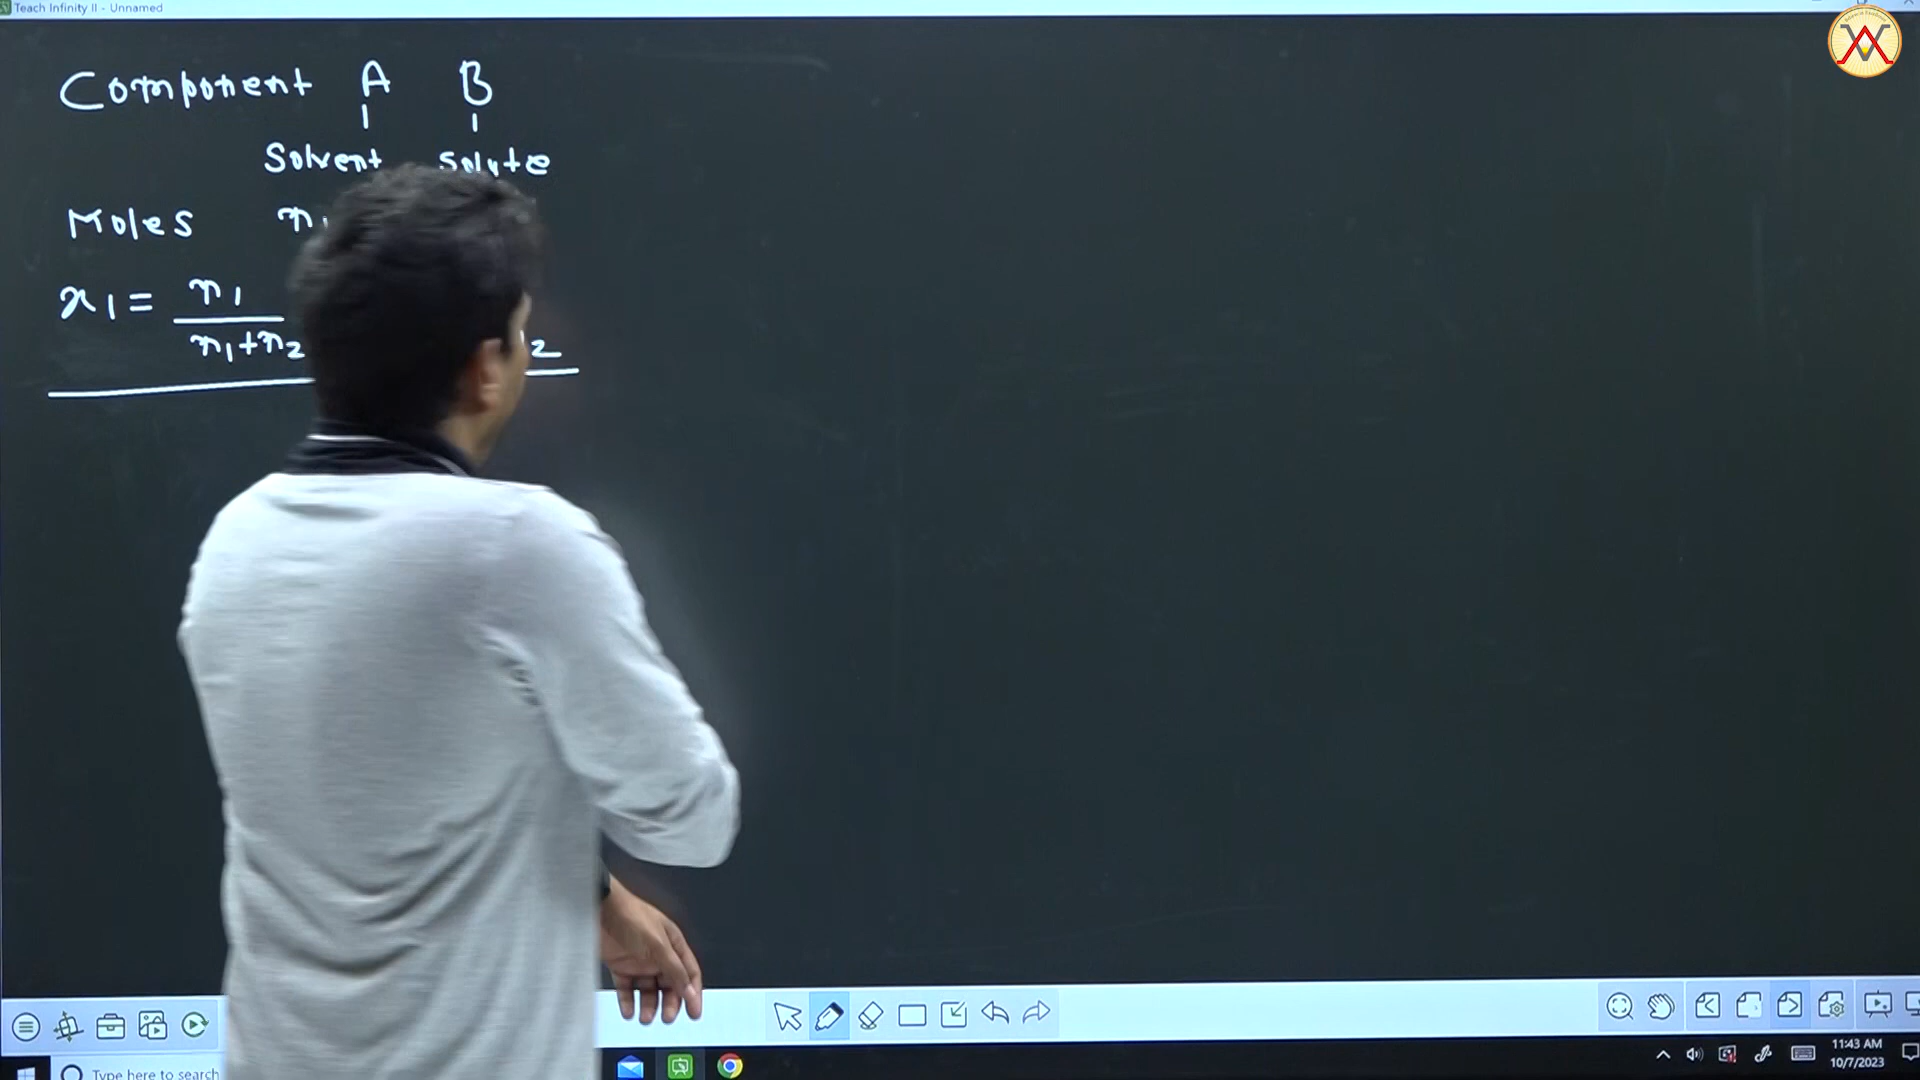 Teach Infinity II - Unnamed
Component A B
Solvent Solute
Moles n₁
x₁ = n₁
n₁+n₂ 2
Type here to search
11:43 AM
10/7/2023